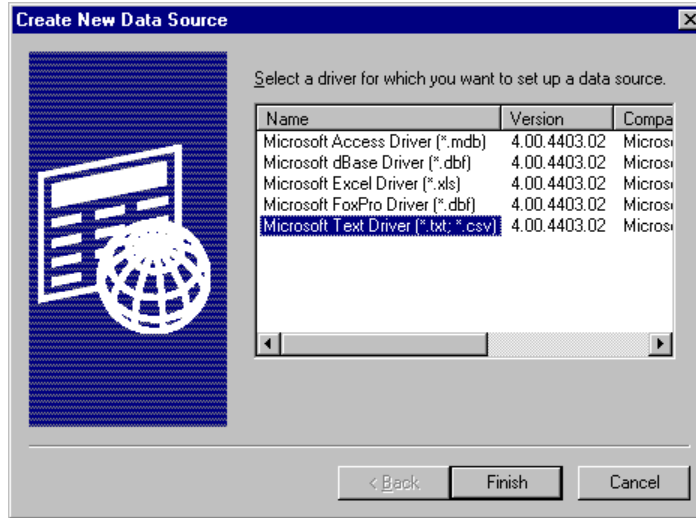 Create New Data Source
Select a driver for which you want to set up a data source.
Name Version Compa
Microsoft Access Driver (*.mdb) 4.00.4403.02 Micros
Microsoft dBase Driver (*.dbf) 4.00.4403.02 Micros
Microsoft Excel Driver (*.xls) 4.00.4403.02 Micros
Microsoft FoxPro Driver (*.dbf) 4.00.4403.02 Micros
Microsoft Text Driver (*.txt; *.csv) 4.00.4403.02 Micros
< Back Finish Cancel